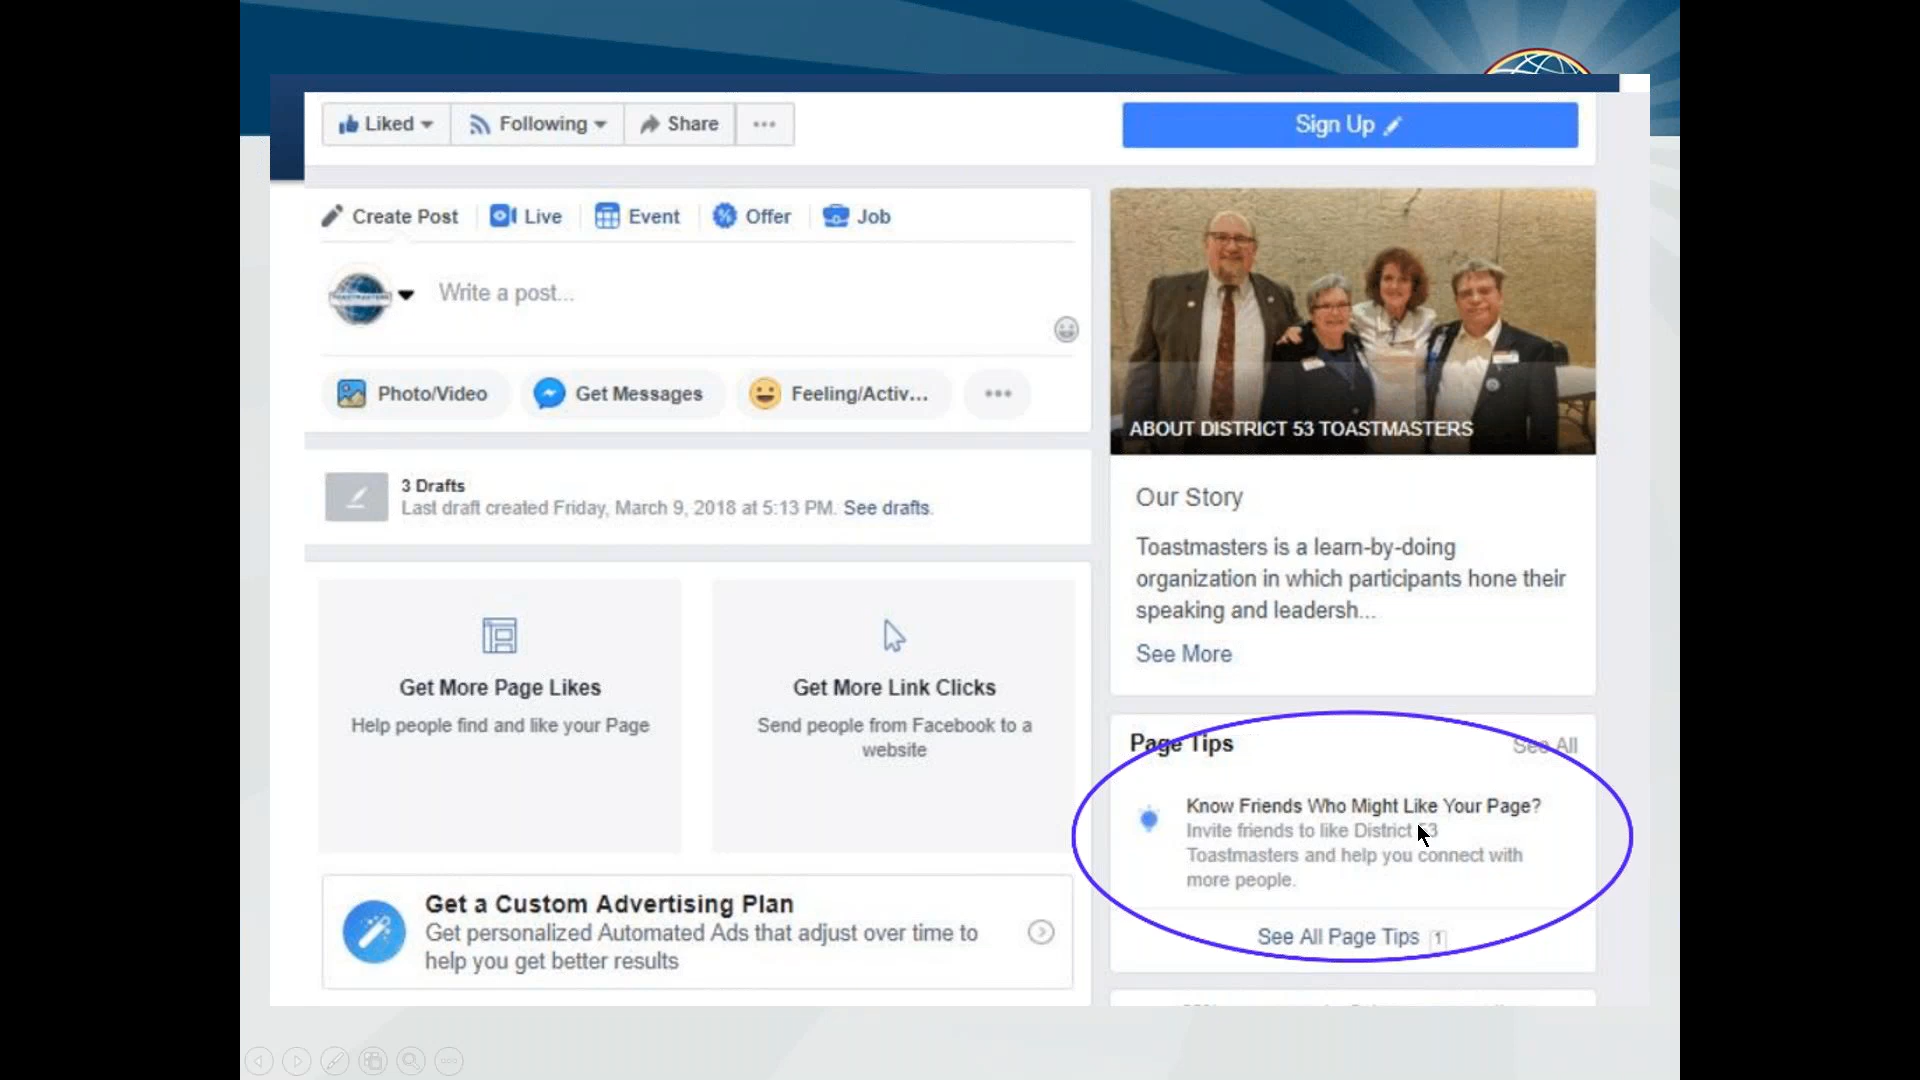 Liked
Following
Share
Sign Up
Create Post
Live
Event
Offer
Job
TOASTMASTERS
Write a post...
Photo/Video
Get Messages
Feeling/Activ...
ABOUT DISTRICT 53 TOASTMASTERS
3 Drafts
Last draft created Friday, March 9, 2018 at 5:13 PM. See drafts.
Our Story
Toastmasters is a learn-by-doing
organization in which participants hone their
speaking and leadersh...
See More
Get More Page Likes
Help people find and like your Page
Get More Link Clicks
Send people from Facebook to a
website
Page Tips
See All
Know Friends Who Might Like Your Page?
Invite friends to like District 53
Toastmasters and help you connect with
more people.
See All Page Tips 1
Get a Custom Advertising Plan
Get personalized Automated Ads that adjust over time to
help you get better results